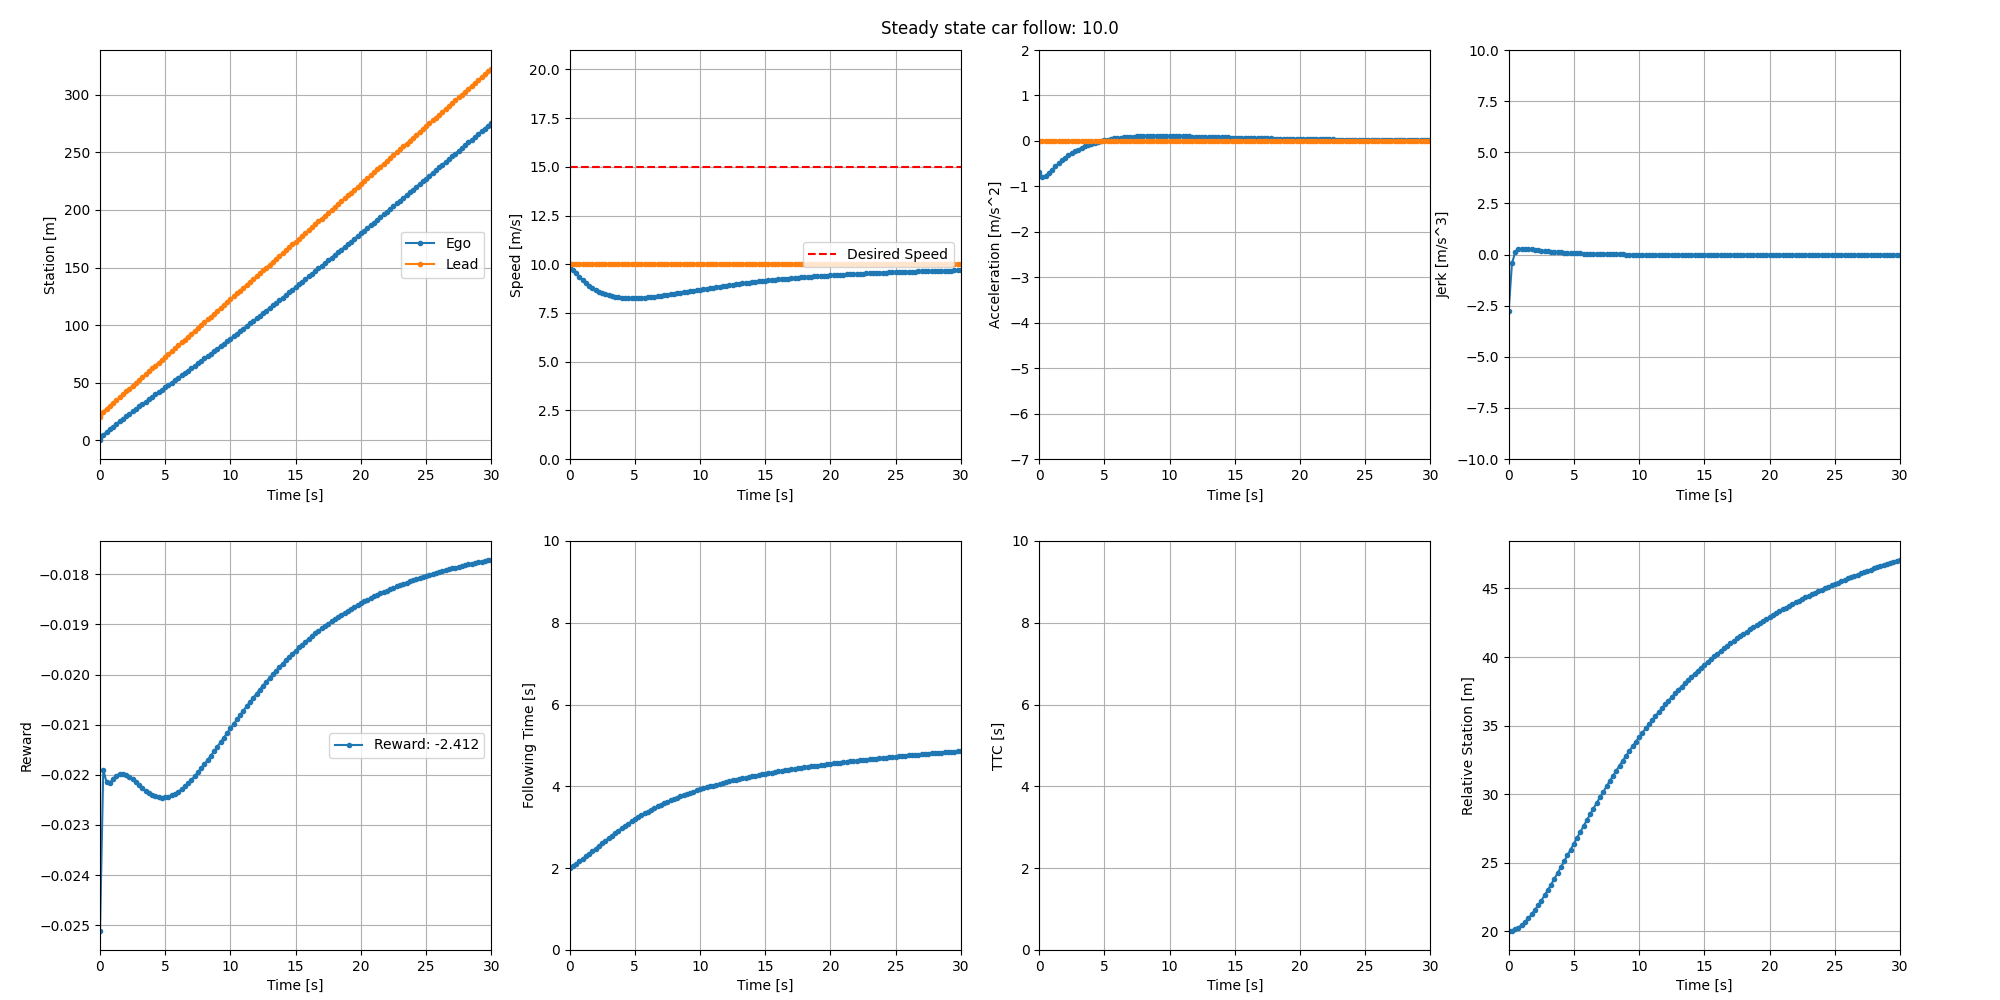 Steady state car follow: 10.0
Station [m]
300
250
200
150
100
50
0
0 5 10 15 20 25 30
Time [s]
Ego
Lead
Speed [m/s]
20.0
17.5
15.0
12.5
10.0
7.5
5.0
2.5
0.0
0 5 10 15 20 25 30
Time [s]
Desired Speed
Acceleration [m/s^2]
2
1
0
−1
−2
−3
−4
−5
−6
−7
0 5 10 15 20 25 30
Time [s]
Jerk [m/s^3]
10.0
7.5
5.0
2.5
0.0
−2.5
−5.0
−7.5
−10.0
0 5 10 15 20 25 30
Time [s]
Reward
−0.018
−0.019
−0.020
−0.021
−0.022
−0.023
−0.024
−0.025
0 5 10 15 20 25 30
Time [s]
Reward: -2.412
Following Time [s]
10
8
6
4
2
0
0 5 10 15 20 25 30
Time [s]
TTC [s]
10
8
6
4
2
0
0 5 10 15 20 25 30
Time [s]
Relative Station [m]
45
40
35
30
25
20
0 5 10 15 20 25 30
Time [s]